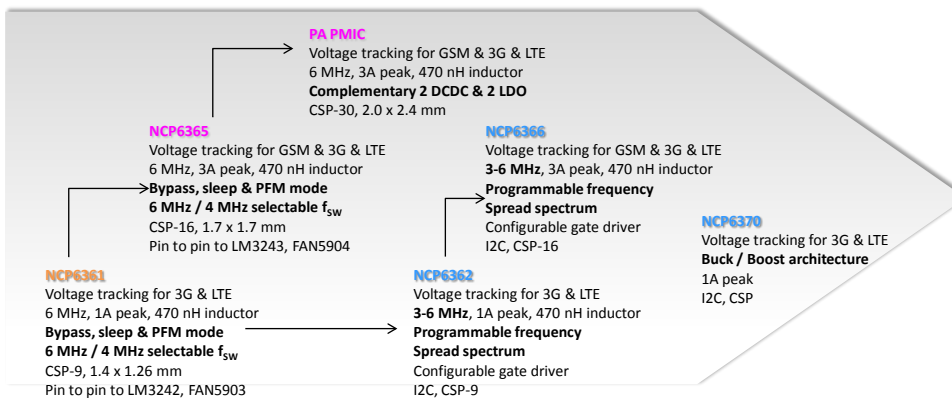 PA PMIC
Voltage tracking for GSM & 3G & LTE
6 MHz, 3A peak, 470 nH inductor
Complementary 2 DCDC & 2 LDO
CSP-30, 2.0 x 2.4 mm
NCP6365
Voltage tracking for GSM & 3G & LTE
6 MHz, 3A peak, 470 nH inductor
Bypass, sleep & PFM mode
6 MHz / 4 MHz selectable fSW
CSP-16, 1.7 x 1.7 mm
Pin to pin to LM3243, FAN5904
NCP6366
Voltage tracking for GSM & 3G & LTE
3-6 MHz, 3A peak, 470 nH inductor
Programmable frequency
Spread spectrum
Configurable gate driver
I2C, CSP-16
NCP6370
Voltage tracking for 3G & LTE
Buck / Boost architecture
1A peak
I2C, CSP
NCP6361
Voltage tracking for 3G & LTE
6 MHz, 1A peak, 470 nH inductor
Bypass, sleep & PFM mode
6 MHz / 4 MHz selectable fSW
CSP-9, 1.4 x 1.26 mm
Pin to pin to LM3242, FAN5903
NCP6362
Voltage tracking for 3G & LTE
3-6 MHz, 1A peak, 470 nH inductor
Programmable frequency
Spread spectrum
Configurable gate driver
I2C, CSP-9